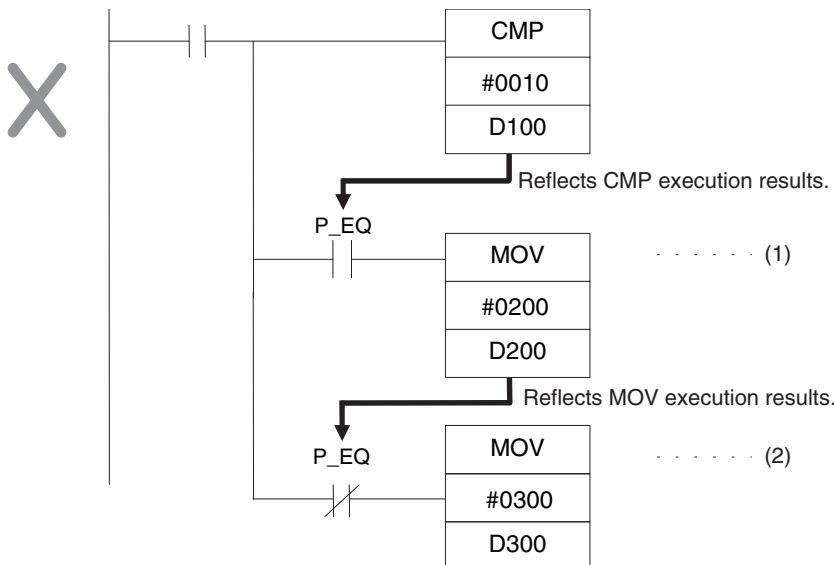 CMP
#0010
D100
Reflects CMP execution results.
P_EQ
MOV
(1)
#0200
D200
Reflects MOV execution results.
P_EQ
MOV
(2)
#0300
D300